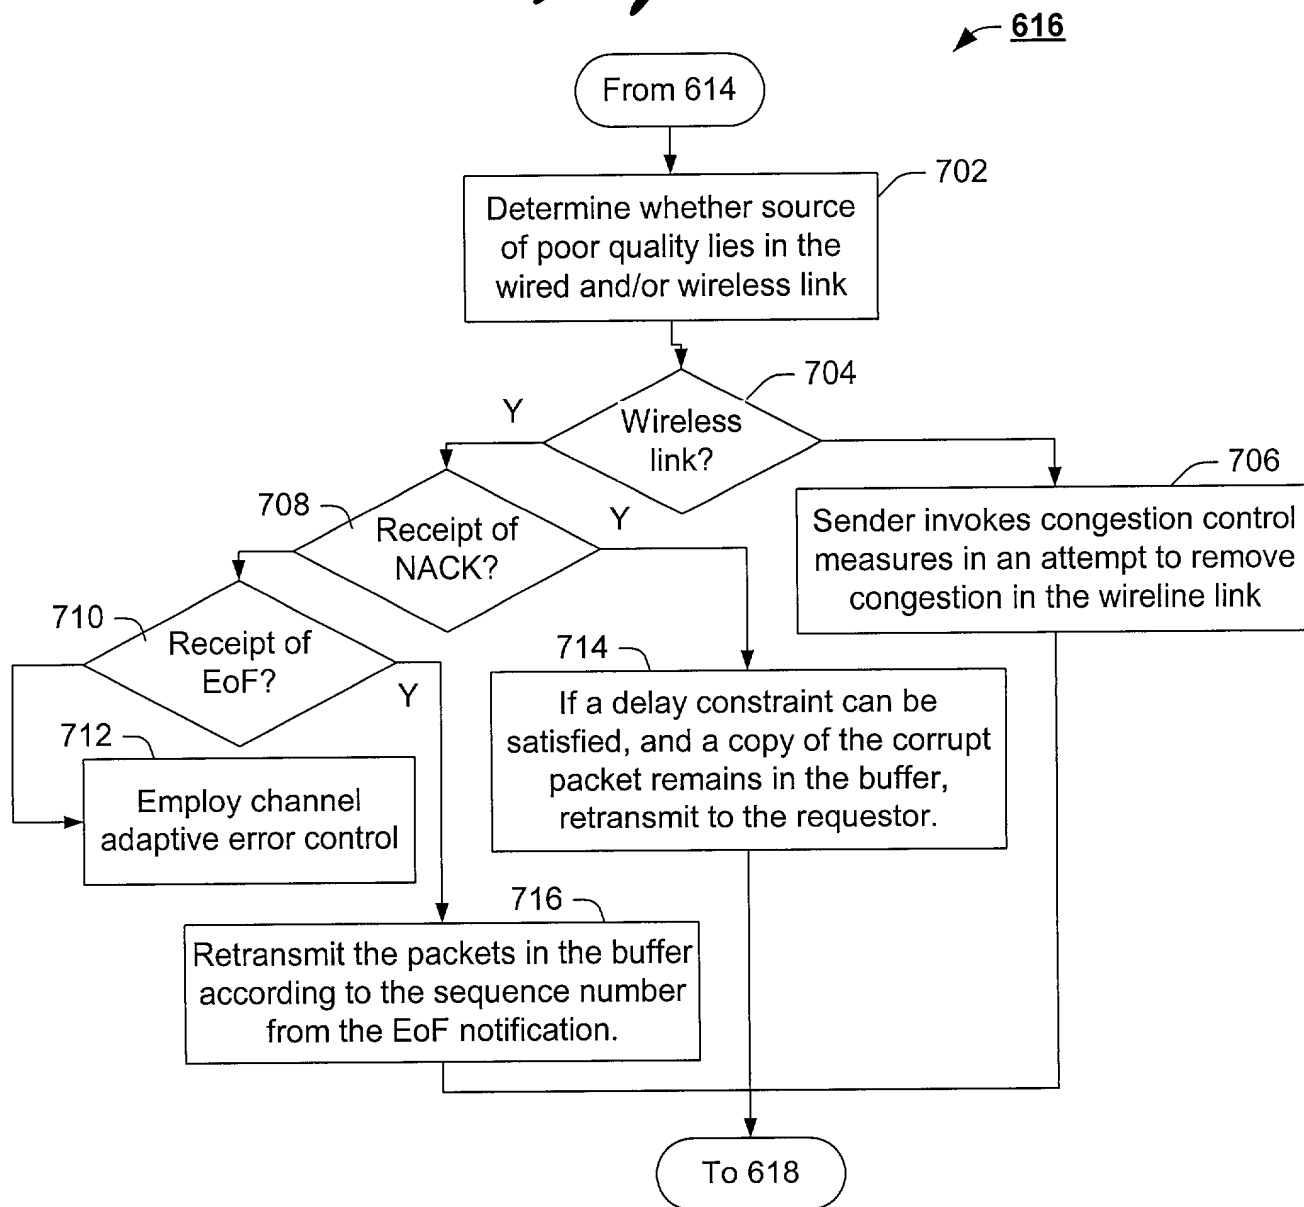 616
From 614
702
Determine whether source
of poor quality lies in the
wired and/or wireless link
704
Y
Wireless
link?
706
Sender invokes congestion control
measures in an attempt to remove
congestion in the wireline link
708
Y
Receipt of
NACK?
710
Receipt of
EoF?
Y
714
If a delay constraint can be
satisfied, and a copy of the corrupt
packet remains in the buffer,
retransmit to the requestor.
712
Employ channel
adaptive error control
716
Retransmit the packets in the buffer
according to the sequence number
from the EoF notification.
To 618